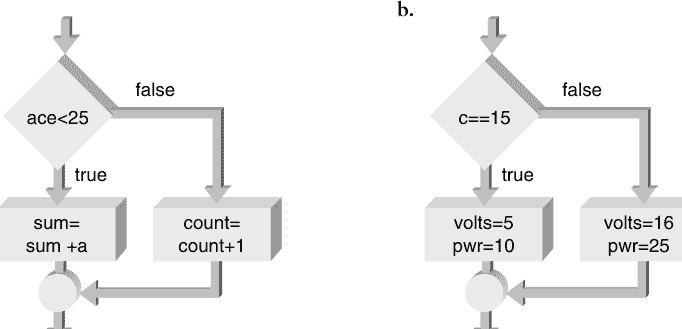 ace<25
false
true
sum=
sum +a
count=
count+1
b.
c==15
false
true
volts=5
pwr=10
volts=16
pwr=25